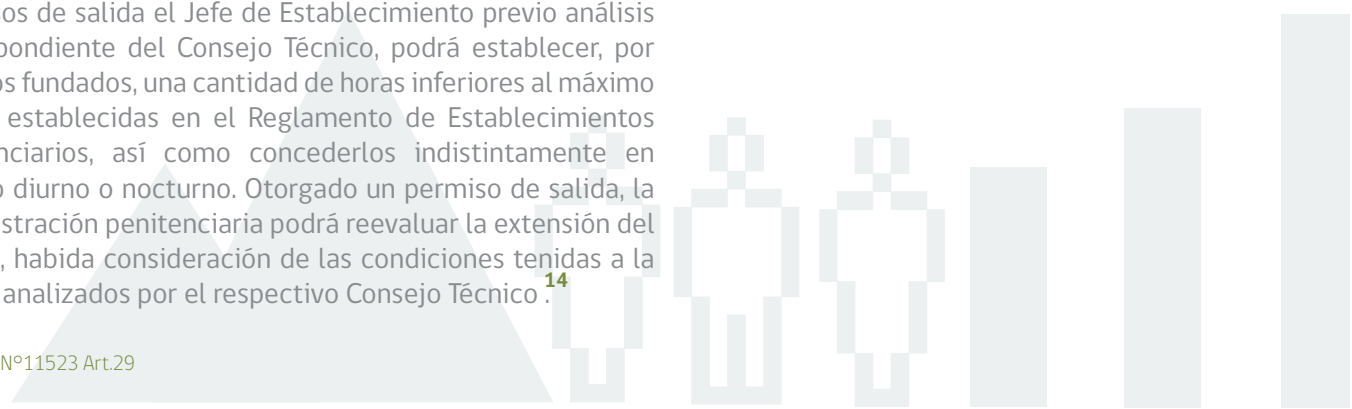 os de salida el Jefe de Establecimiento previo análisis
pondiente del Consejo Técnico, podrá establecer, por
os fundados, una cantidad de horas inferiores al máximo
establecidas en el Reglamento de Establecimientos
nciarios, así como concederlos indistintamente en
o diurno o nocturno. Otorgado un permiso de salida, la
stración penitenciaria podrá reevaluar la extensión del
, habida consideración de las condiciones tenidas a la
analizados por el respectivo Consejo Técnico .14
Nº11523 Art.29